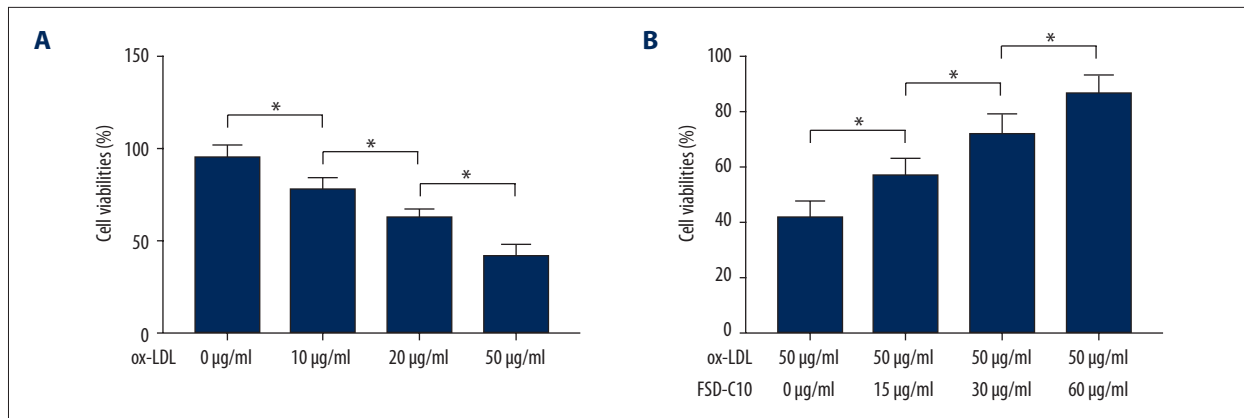 A
B
150
100
50
0
Cell viabilities (%)
*
*
*
ox-LDL 0 µg/ml 10 µg/ml 20 µg/ml 50 µg/ml
100
80
60
40
20
0
Cell viabilities (%)
*
*
*
ox-LDL 50 µg/ml 50 µg/ml 50 µg/ml 50 µg/ml
FSD-C10 0 µg/ml 15 µg/ml 30 µg/ml 60 µg/ml